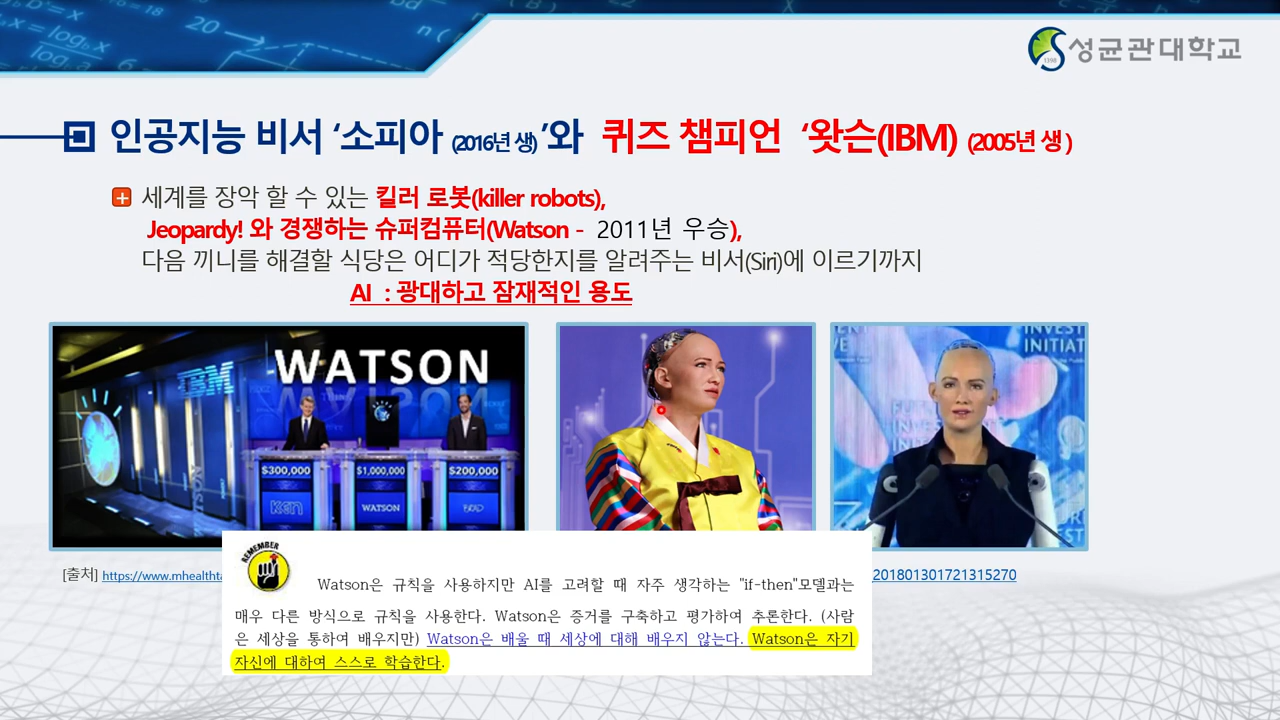 성균관대학교
인공지능 비서 ‘소피아 (2016년 생)’와 퀴즈 챔피언 ‘왓슨(IBM) (2005년 생)
세계를 장악 할 수 있는 킬러 로봇(killer robots),
Jeopardy! 와 경쟁하는 슈퍼컴퓨터(Watson - 2011년 우승),
다음 끼니를 해결할 식당은 어디가 적당한지를 알려주는 비서(Siri)에 이르기까지
AI : 광대하고 잠재적인 용도
IBM
WATSON
$300,000
$1,000,000
$200,000
KEN
WATSON
BRAD
INVEST
INITIAT
[출처] https://www.mhealthta
201801301721315270
REMEMBER
Watson은 규칙을 사용하지만 AI를 고려할 때 자주 생각하는 "if-then"모델과는
매우 다른 방식으로 규칙을 사용한다. Watson은 증거를 구축하고 평가하여 추론한다. (사람
은 세상을 통하여 배우지만) Watson은 배울 때 세상에 대해 배우지 않는다. Watson은 자기
자신에 대하여 스스로 학습한다.